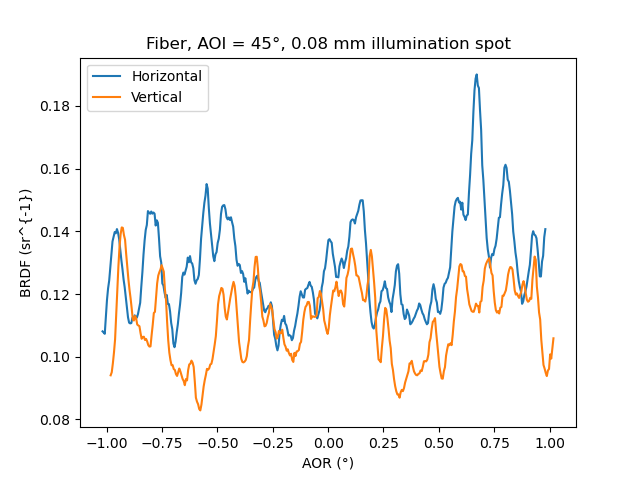 Fiber, AOI = 45°, 0.08 mm illumination spot
Horizontal
Vertical
BRDF (sr^{-1})
0.18
0.16
0.14
0.12
0.10
0.08
−1.00 −0.75 −0.50 −0.25 0.00 0.25 0.50 0.75 1.00
AOR (°)